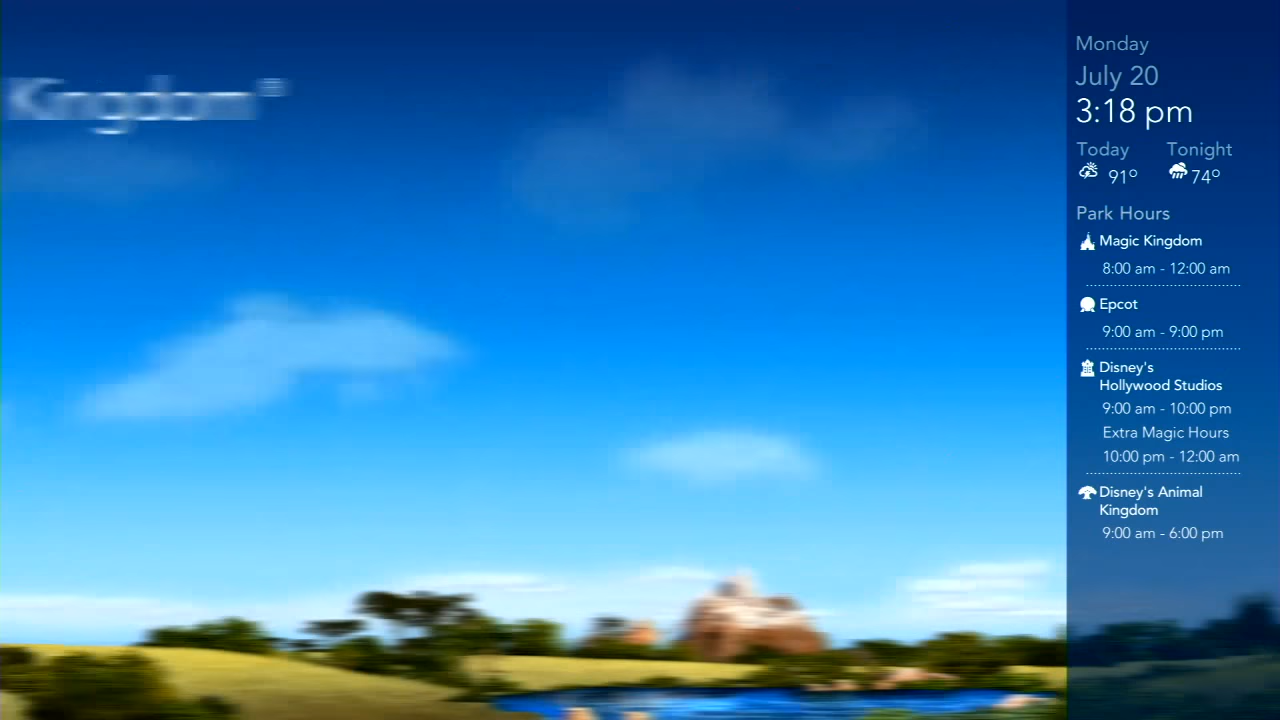 Kingdom
Monday
July 20
3:18 pm
Today Tonight
91° 74°
Park Hours
Magic Kingdom
8:00 am - 12:00 am
Epcot
9:00 am - 9:00 pm
Disney's
Hollywood Studios
9:00 am - 10:00 pm
Extra Magic Hours
10:00 pm - 12:00 am
Disney's Animal
Kingdom
9:00 am - 6:00 pm